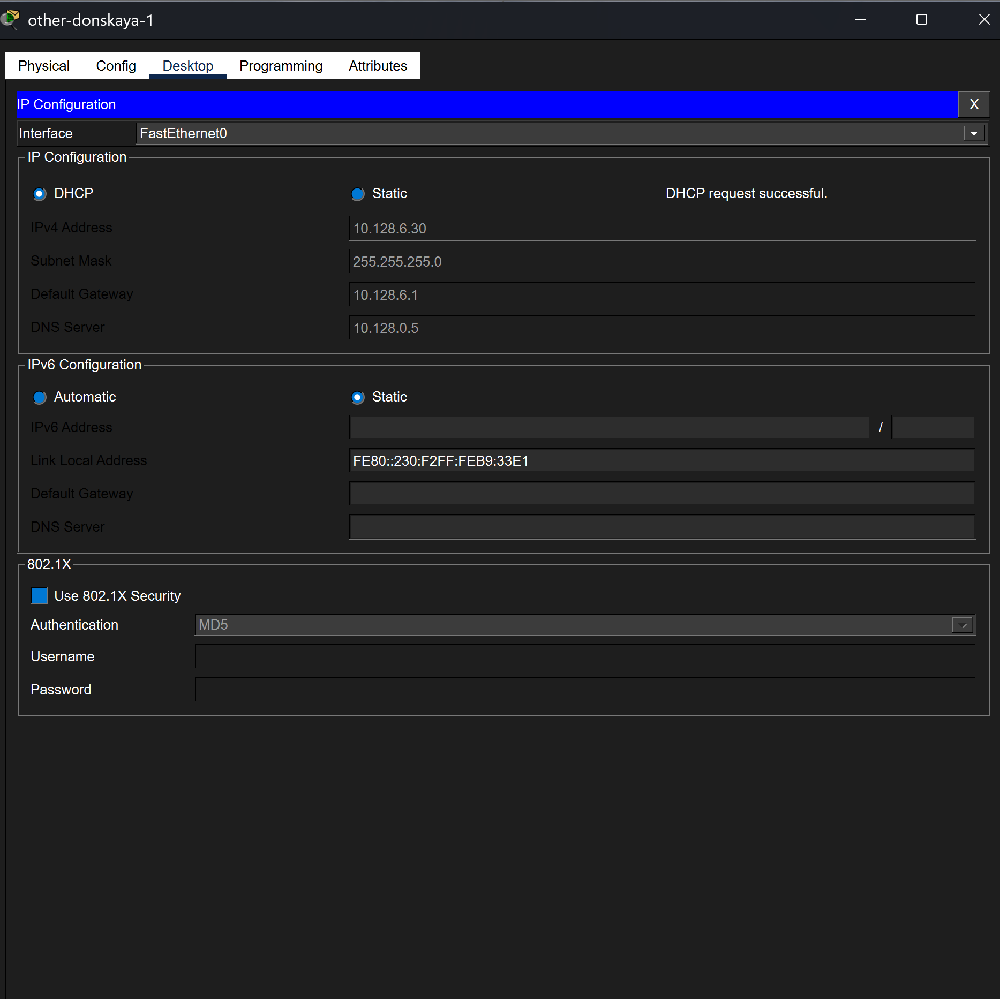 other-donskaya-1
Physical Config Desktop Programming Attributes
IP Configuration X
Interface FastEthernet0
IP Configuration
DHCP Static DHCP request successful.
IPv4 Address 10.128.6.30
Subnet Mask 255.255.255.0
Default Gateway 10.128.6.1
DNS Server 10.128.0.5
IPv6 Configuration
Automatic Static
IPv6 Address /
Link Local Address FE80::230:F2FF:FEB9:33E1
Default Gateway
DNS Server
802.1X
Use 802.1X Security
Authentication MD5
Username
Password